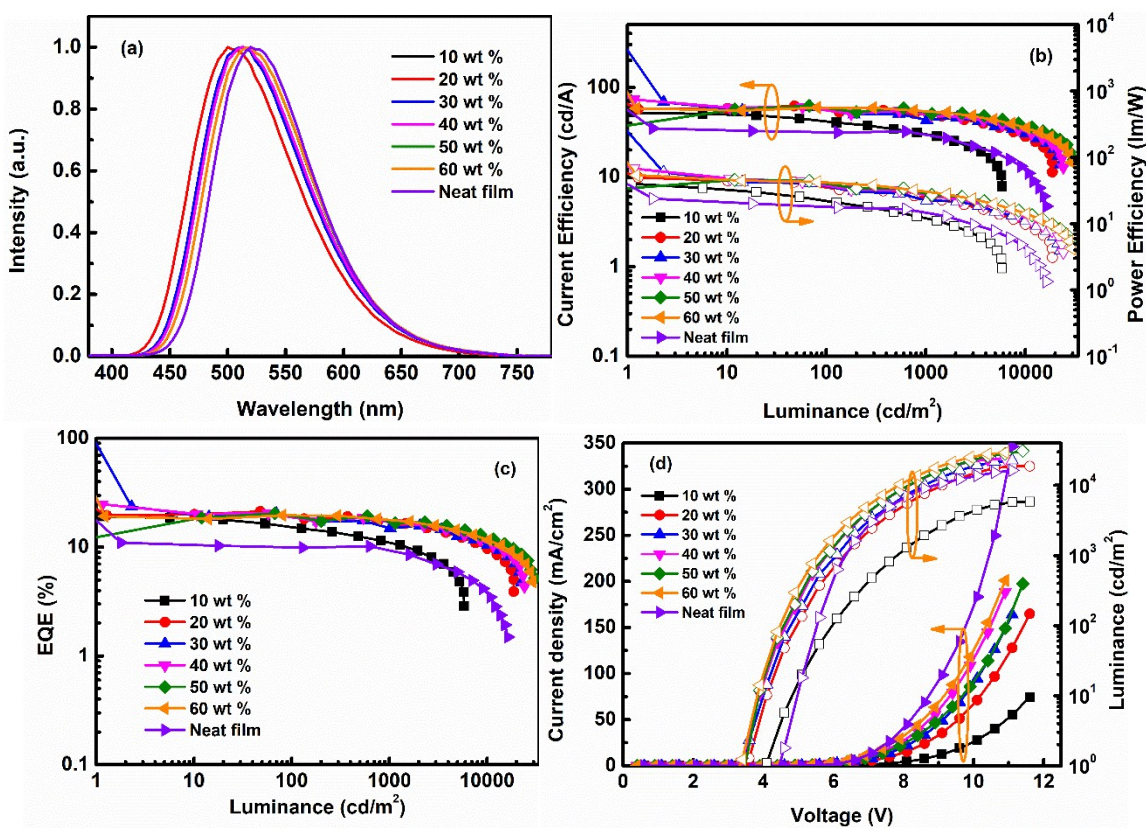 (a)
10 wt %
20 wt %
30 wt %
40 wt %
50 wt %
60 wt %
Neat film
Intensity (a.u.)
1.0
0.8
0.6
0.4
0.2
0.0
400 450 500 550 600 650 700 750
Wavelength (nm)
(b)
Current Efficiency (cd/A)
100
10
1
0.1
10 wt %
20 wt %
30 wt %
40 wt %
50 wt %
60 wt %
Neat film
10^4
10^3
10^2
10^1
10^0
10^-1
Power Efficiency (lm/W)
1 10 100 1000 10000
Luminance (cd/m²)
(c)
EQE (%)
100
10
1
0.1
10 wt %
20 wt %
30 wt %
40 wt %
50 wt %
60 wt %
Neat film
1 10 100 1000 10000
Luminance (cd/m²)
(d)
Current density (mA/cm²)
350
300
250
200
150
100
50
0
10 wt %
20 wt %
30 wt %
40 wt %
50 wt %
60 wt %
Neat film
10^4
10^3
10^2
10^1
10^0
Luminance (cd/m²)
0 2 4 6 8 10 12
Voltage (V)